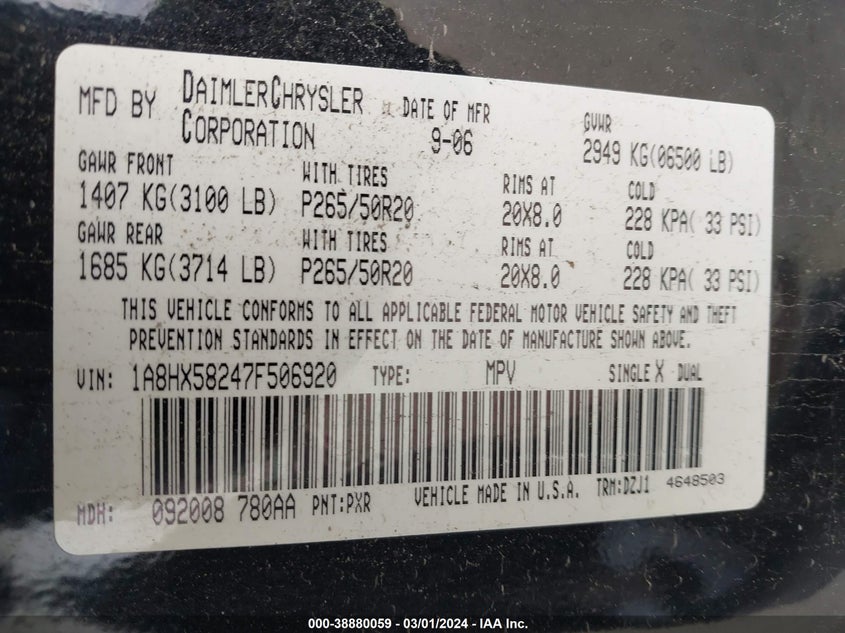 MFD BY DAIMLERCHRYSLER CORPORATION DATE OF MFR 9-06 GVWR 2949 KG(06500 LB)
GAWR FRONT WITH TIRES RIMS AT COLD
1407 KG(3100 LB) P265/50R20 20X8.0 228 KPA( 33 PSI)
GAWR REAR WITH TIRES RIMS AT COLD
1685 KG(3714 LB) P265/50R20 20X8.0 228 KPA( 33 PSI)
THIS VEHICLE CONFORMS TO ALL APPLICABLE FEDERAL MOTOR VEHICLE SAFETY AND THEFT
PREVENTION STANDARDS IN EFFECT ON THE DATE OF MANUFACTURE SHOWN ABOVE.
VIN: 1A8HX58247F506920 TYPE: MPV SINGLE X DUAL
MDH: 092008 780AA PNT:PXR VEHICLE MADE IN U.S.A. TRM:DZJ1 4648503
000-38880059 - 03/01/2024 - IAA Inc.